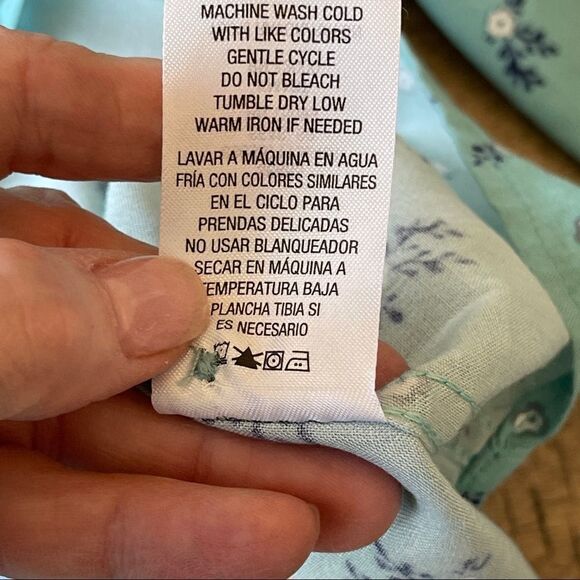 MACHINE WASH COLD
WITH LIKE COLORS
GENTLE CYCLE
DO NOT BLEACH
TUMBLE DRY LOW
WARM IRON IF NEEDED
LAVAR A MÁQUINA EN AGUA
FRÍA CON COLORES SIMILARES
EN EL CICLO PARA
PRENDAS DELICADAS
NO USAR BLANQUEADOR
SECAR EN MÁQUINA A
TEMPERATURA BAJA
PLANCHA TIBIA SI
ES NECESARIO